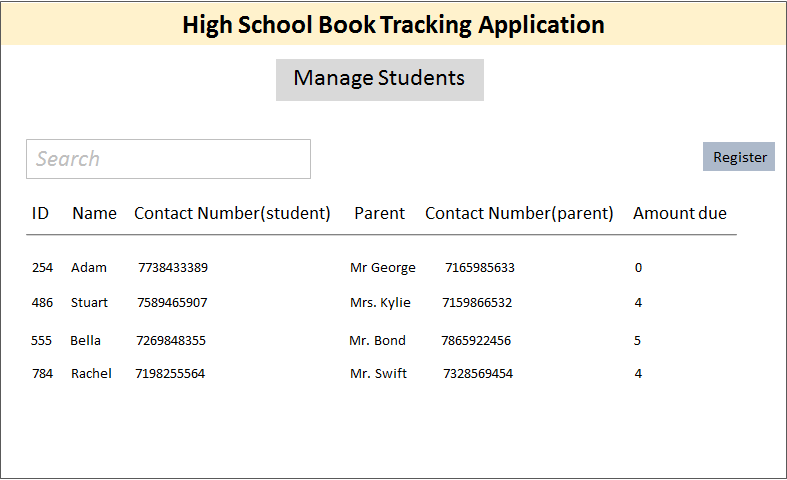 High School Book Tracking Application
Manage Students
Search
Register
ID Name Contact Number(student) Parent Contact Number(parent) Amount due
254 Adam 7738433389 Mr George 7165985633 0
486 Stuart 7589465907 Mrs. Kylie 7159866532 4
555 Bella 7269848355 Mr. Bond 7865922456 5
784 Rachel 7198255564 Mr. Swift 7328569454 4